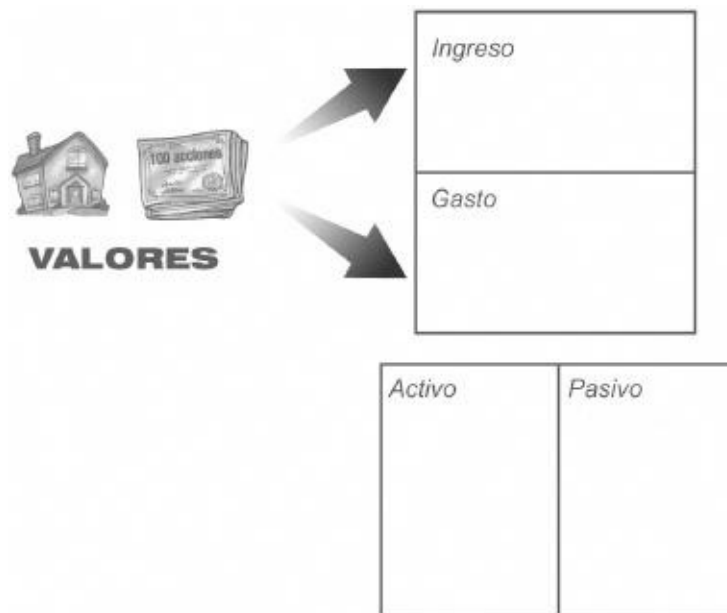 Ingreso
100 acciones
Gasto
VALORES
Activo
Pasivo